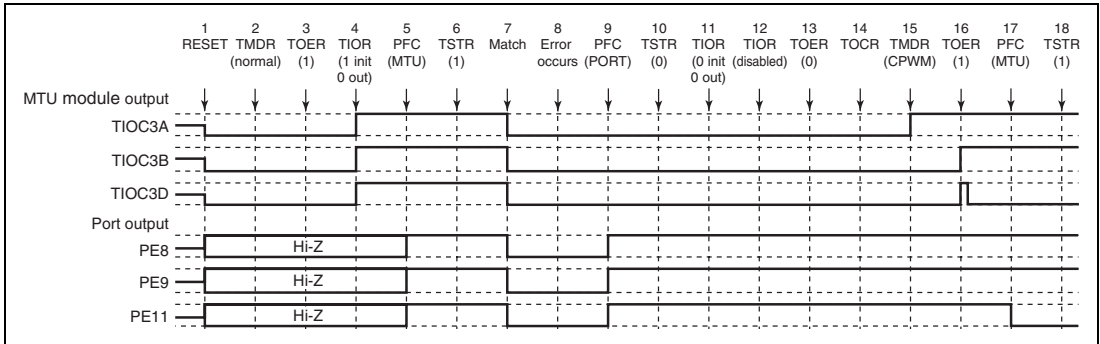 1 2 3 4 5 6 7 8 9 10 11 12 13 14 15 16 17 18
RESET TMDR TOER TIOR PFC TSTR Match Error PFC TSTR TIOR TIOR TOER TOCR TMDR TOER PFC TSTR
(normal) (1) (1 init (MTU) (1) occurs (PORT) (0) (0 init (disabled) (0) (CPWM) (1) (MTU) (1)
0 out) 0 out)
MTU module output
TIOC3A
TIOC3B
TIOC3D
Port output
PE8 Hi-Z
PE9 Hi-Z
PE11 Hi-Z